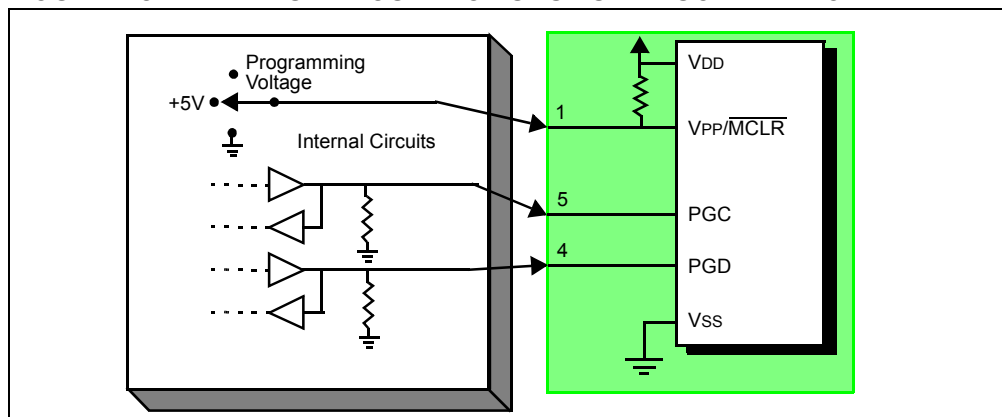 Programming
Voltage
+5V
Internal Circuits
1
5
4
VDD
VPP/MCLR
PGC
PGD
VSS